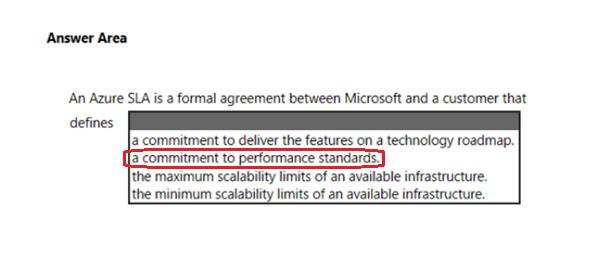 Answer Area
An Azure SLA is a formal agreement between Microsoft and a customer that
defines
a commitment to deliver the features on a technology roadmap.
a commitment to performance standards.
the maximum scalability limits of an available infrastructure.
the minimum scalability limits of an available infrastructure.